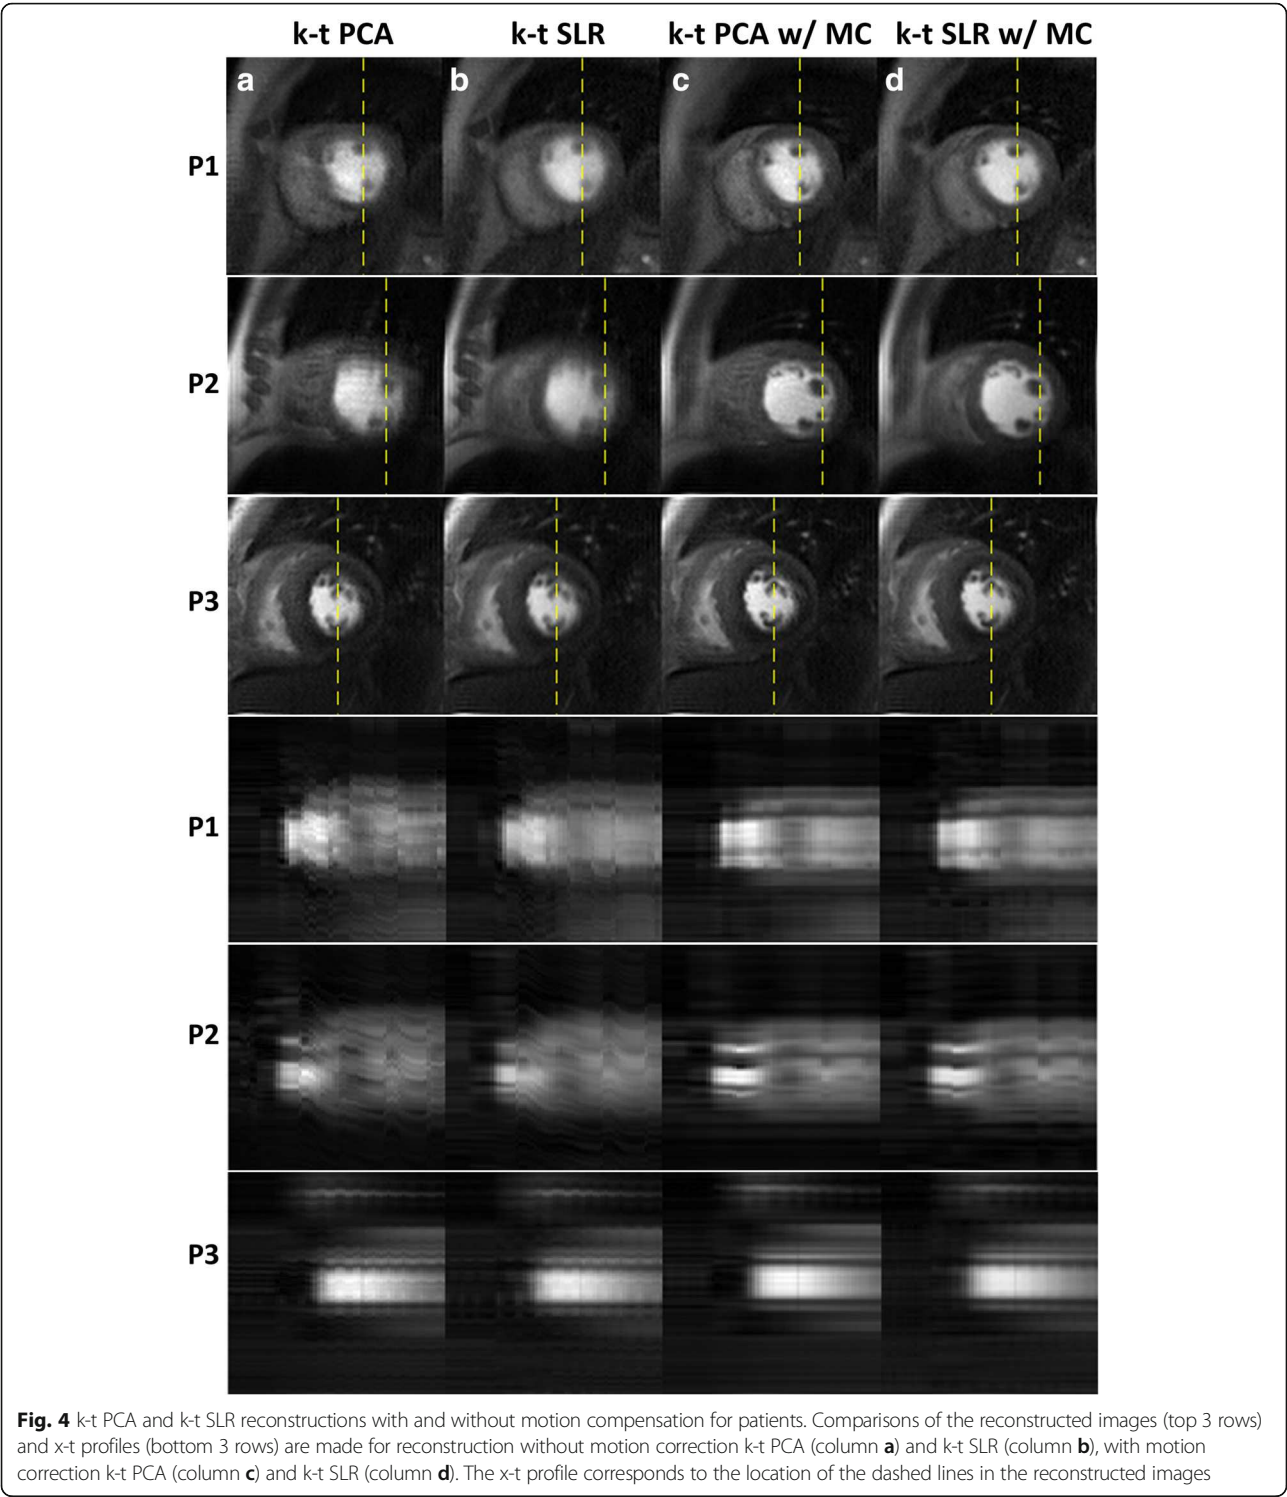 k-t PCA k-t SLR k-t PCA w/ MC k-t SLR w/ MC
a b c d
P1
P2
P3
P1
P2
P3
Fig. 4 k-t PCA and k-t SLR reconstructions with and without motion compensation for patients. Comparisons of the reconstructed images (top 3 rows)
and x-t profiles (bottom 3 rows) are made for reconstruction without motion correction k-t PCA (column a) and k-t SLR (column b), with motion
correction k-t PCA (column c) and k-t SLR (column d). The x-t profile corresponds to the location of the dashed lines in the reconstructed images